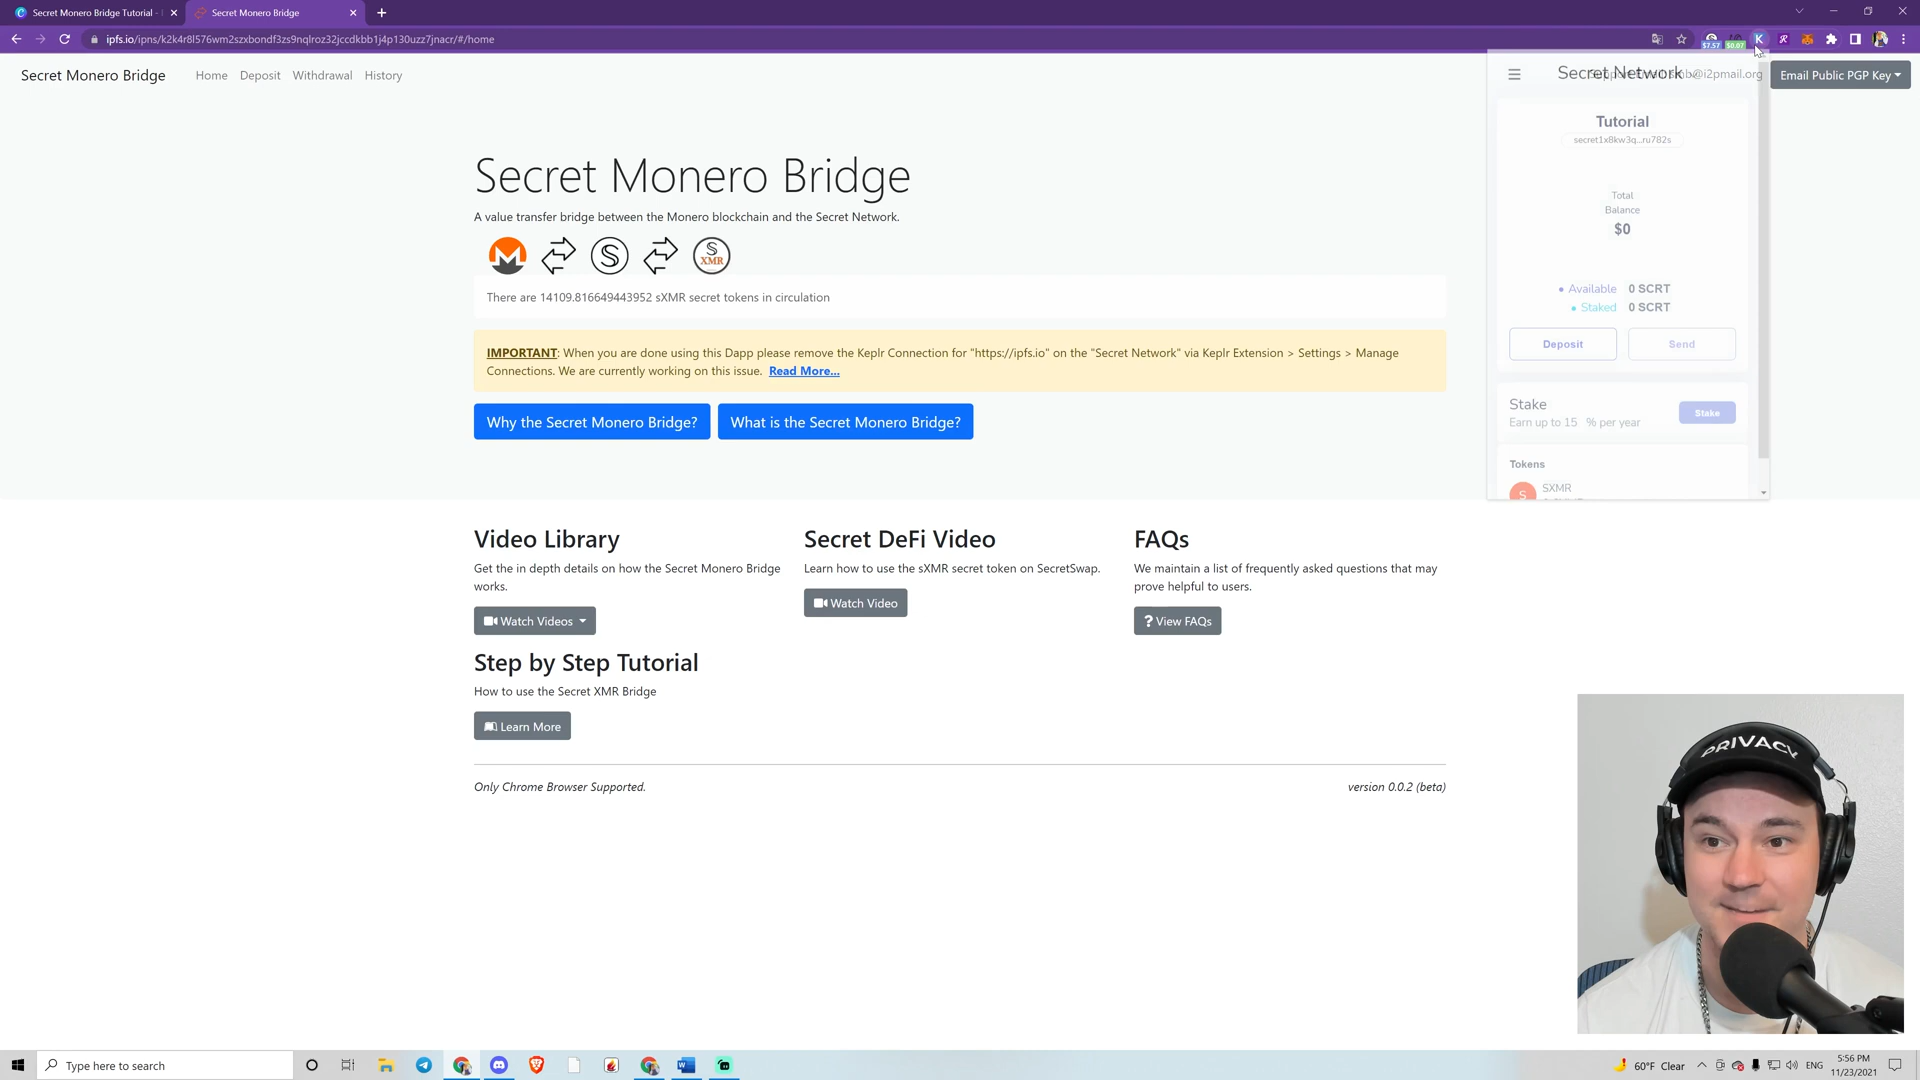 Secret Monero Bridge Tutorial -
Secret Monero Bridge
ipfs.io/ipns/k2k4r8l576wm2szxbondf3zs9nqlroz32jccdkbb1j4p130uzz7jnacr/#/home
$7.57
$0.07
K
Secret Monero Bridge
Home
Deposit
Withdrawal
History
Email Public PGP Key
Secret Network
Tutorial
secret1x8kw3q...ru782s
Total
Balance
$0
Available 0 SCRT
Staked 0 SCRT
Deposit
Send
Stake
Earn up to 15 % per year
Stake
Tokens
S
SXMR
Secret Monero Bridge
A value transfer bridge between the Monero blockchain and the Secret Network.
S
S
XMR
There are 14109.816649443952 sXMR secret tokens in circulation
IMPORTANT: When you are done using this Dapp please remove the Keplr Connection for "https://ipfs.io" on the "Secret Network" via Keplr Extension > Settings > Manage
Connections. We are currently working on this issue. Read More...
Why the Secret Monero Bridge?
What is the Secret Monero Bridge?
Video Library
Get the in depth details on how the Secret Monero Bridge
works.
Watch Videos
Secret DeFi Video
Learn how to use the sXMR secret token on SecretSwap.
Watch Video
FAQs
We maintain a list of frequently asked questions that may
prove helpful to users.
? View FAQs
Step by Step Tutorial
How to use the Secret XMR Bridge
Learn More
Only Chrome Browser Supported.
version 0.0.2 (beta)
PRIVACY
Type here to search
60°F Clear
ENG
5:56 PM
11/23/2021